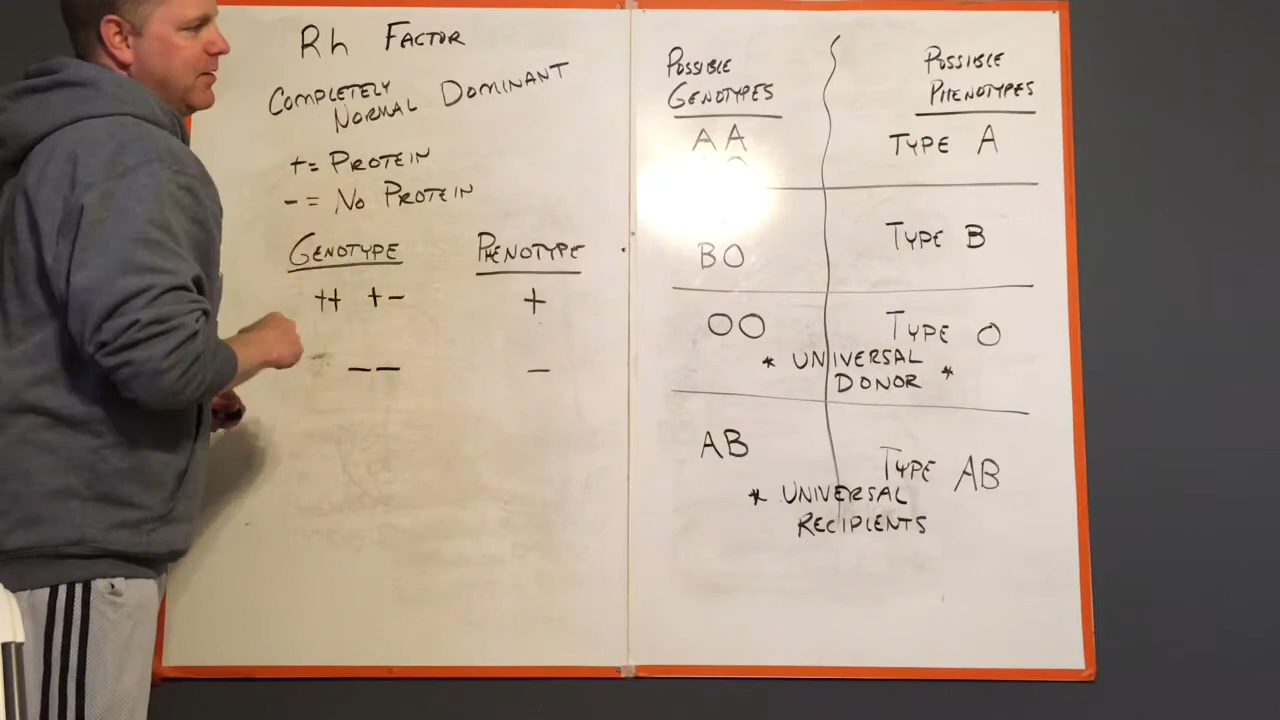 Rh FACTOR
COMPLETELY
NORMAL DOMINANT
+= PROTEIN
- = NO PROTEIN
GENOTYPE PHENOTYPE
++ +- +
-- -
POSSIBLE
GENOTYPES
POSSIBLE
PHENOTYPES
AA TYPE A
BO TYPE B
OO TYPE O
* UNIVERSAL
DONOR *
AB TYPE AB
* UNIVERSAL
RECIPIENTS